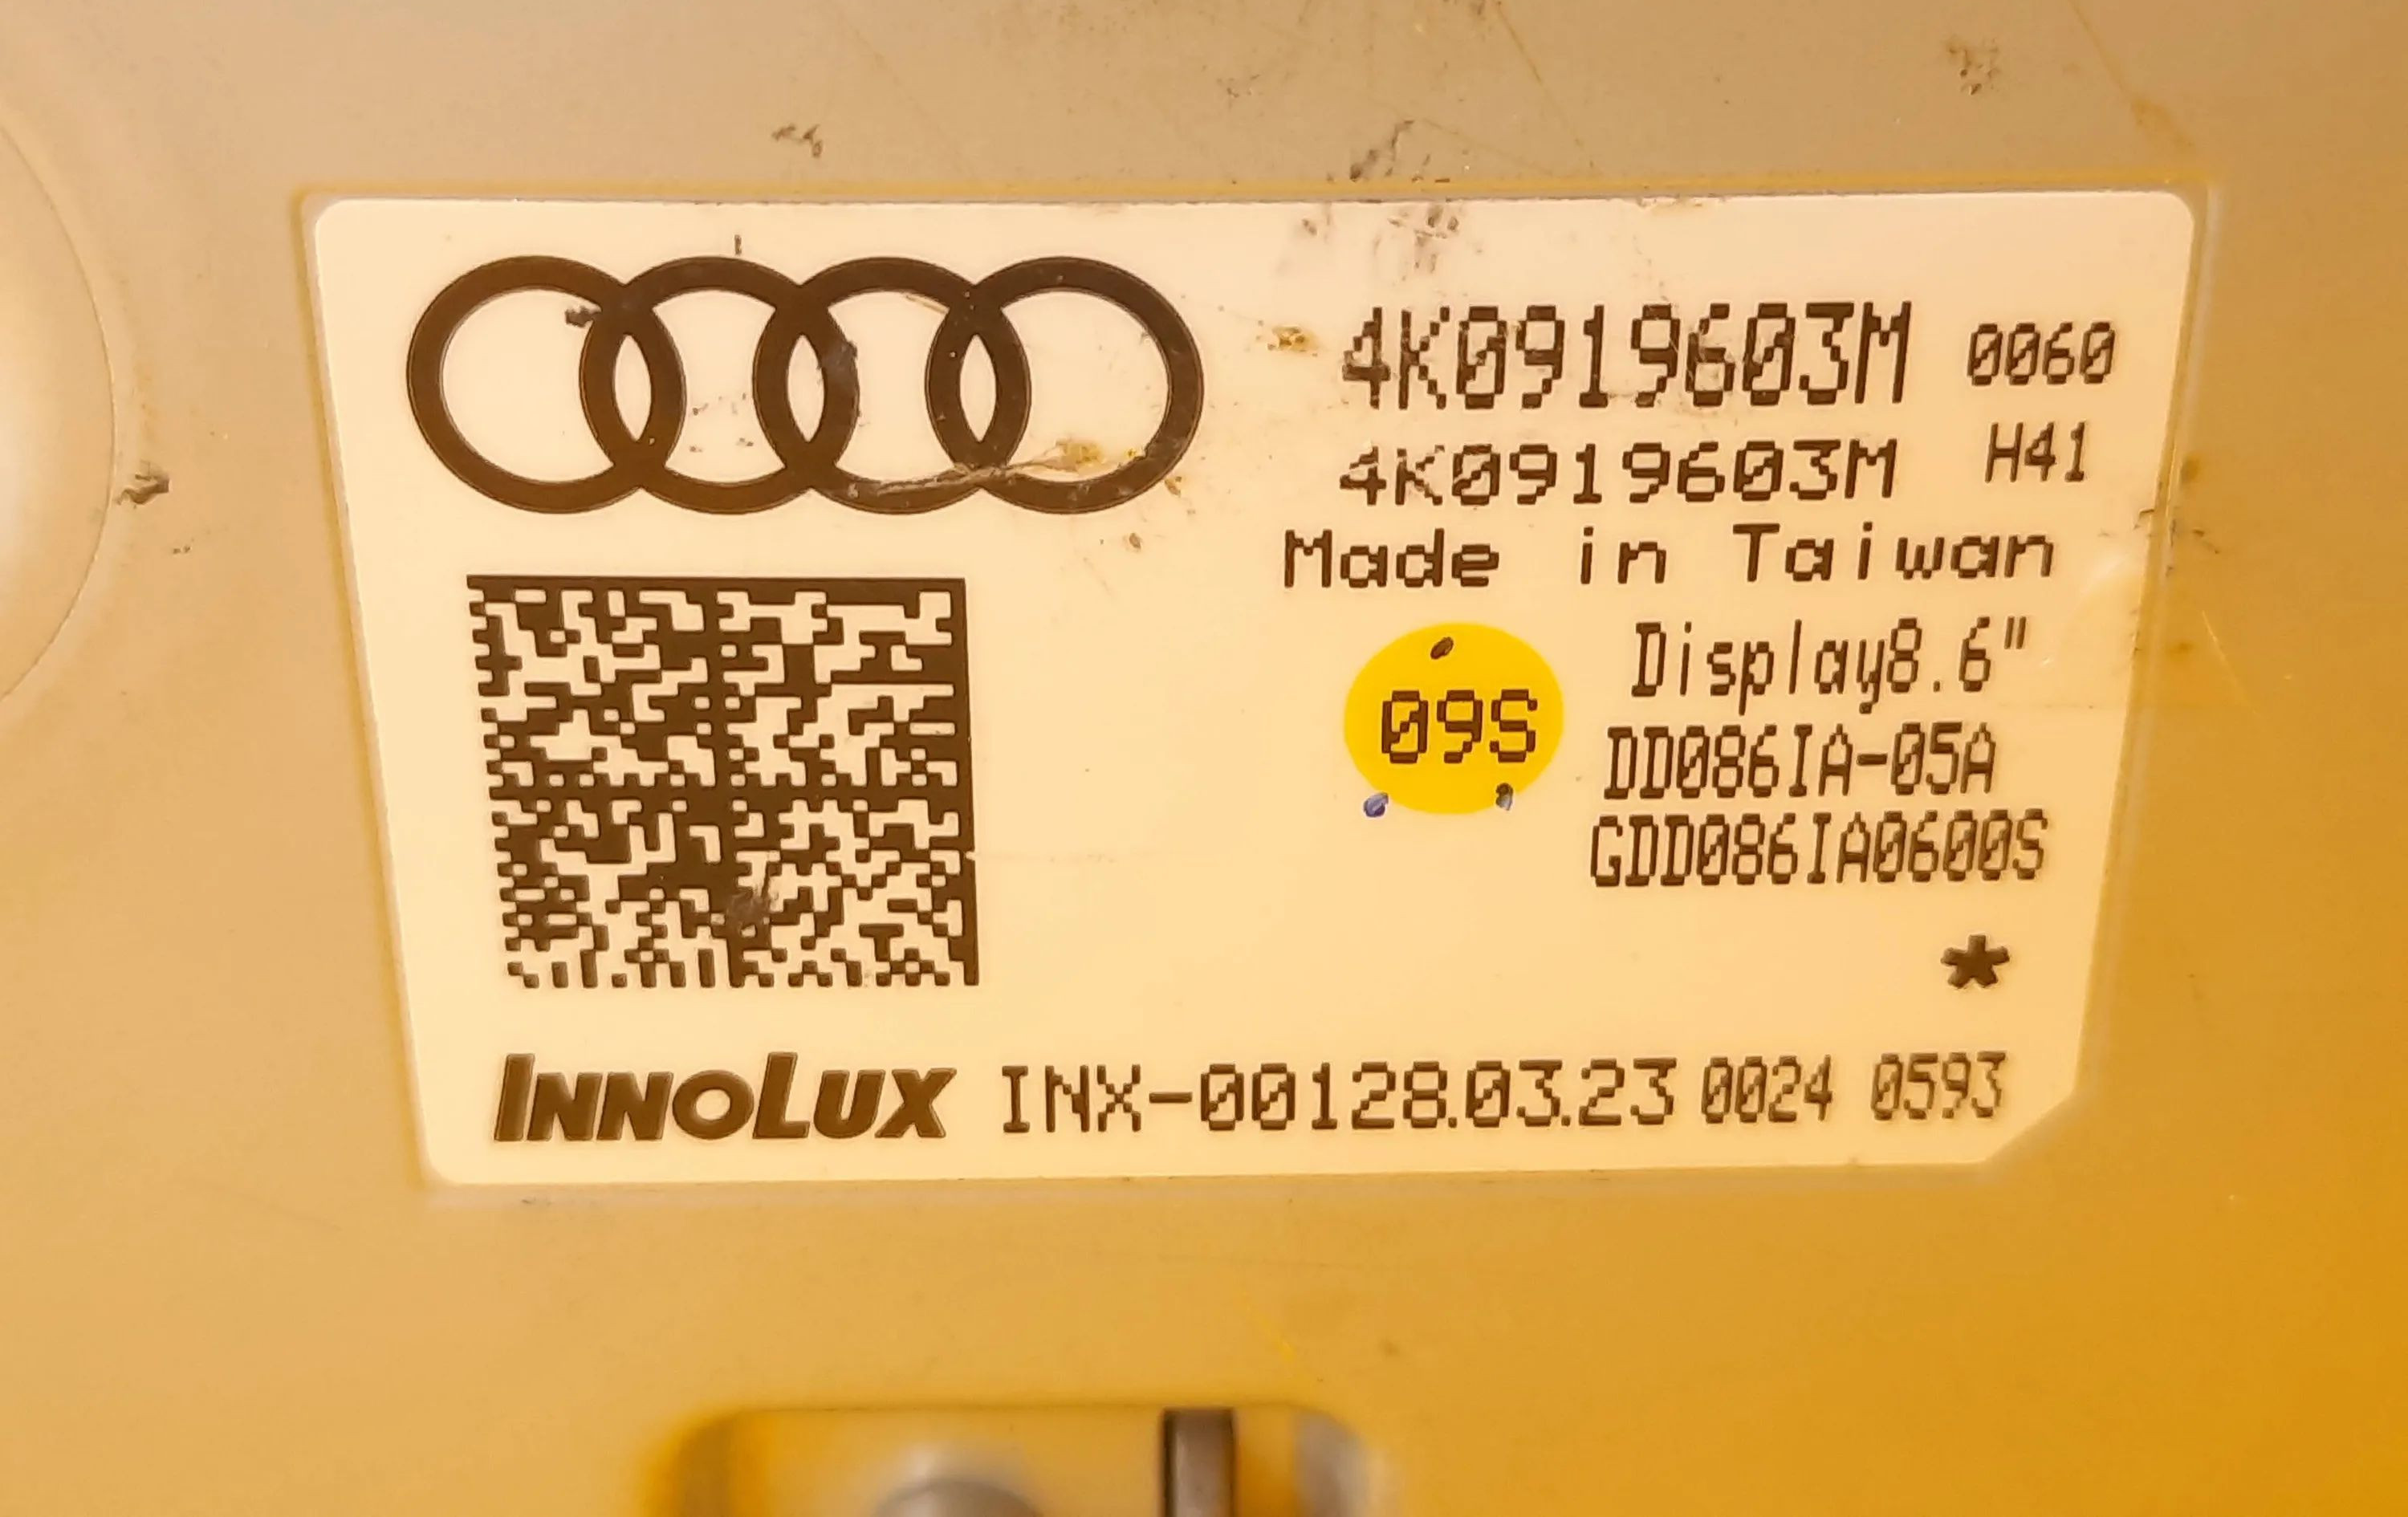 4K0919603M 0060
4K0919603M H41
Made in Taiwan
Display8.6"
09S
DD086IA-05A
GDD086IA0600S
*
INNOLUX INX-00128.03.23 0024 0593